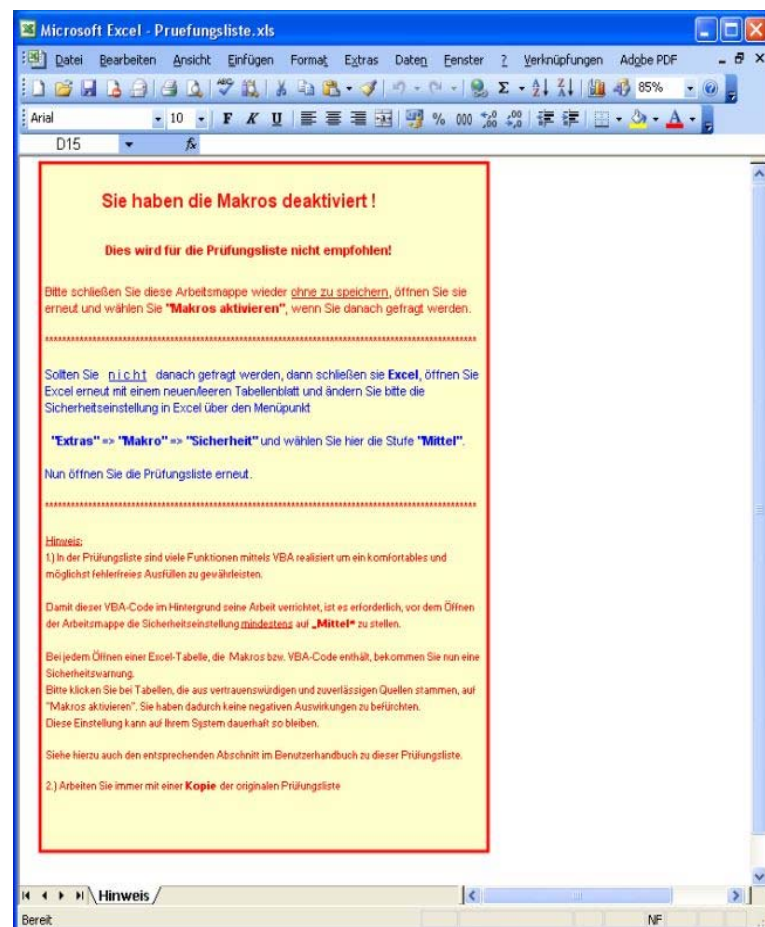 Microsoft Excel - Pruefungsliste.xls
Datei Bearbeiten Ansicht Einfügen Format Extras Daten Fenster ? Verknüpfungen Adobe PDF
85%
Arial 10 F K U % 000
D15 fx
Sie haben die Makros deaktiviert !
Dies wird für die Prüfungsliste nicht empfohlen!
Bitte schließen Sie diese Arbeitsmappe wieder ohne zu speichern, öffnen Sie sie
erneut und wählen Sie "Makros aktivieren", wenn Sie danach gefragt werden.
Sollten Sie nicht danach gefragt werden, dann schließen sie Excel, öffnen Sie
Excel erneut mit einem neuen/leeren Tabellenblatt und ändern Sie bitte die
Sicherheitseinstellung in Excel über den Menüpunkt
"Extras" => "Makro" => "Sicherheit" und wählen Sie hier die Stufe "Mittel".
Nun öffnen Sie die Prüfungsliste erneut.
Hinweis:
1.) In der Prüfungsliste sind viele Funktionen mittels VBA realisiert um ein komfortables und
möglichst fehlerfreies Ausfüllen zu gewährleisten.
Damit dieser VBA-Code im Hintergrund seine Arbeit verrichtet, ist es erforderlich, vor dem Öffnen
der Arbeitsmappe die Sicherheitseinstellung mindestens auf „Mittel“ zu stellen.
Bei jedem Öffnen einer Excel-Tabelle, die Makros bzw. VBA-Code enthält, bekommen Sie nun eine
Sicherheitswarnung.
Bitte klicken Sie bei Tabellen, die aus vertrauenswürdigen und zuverlässigen Quellen stammen, auf
"Makros aktivieren". Sie haben dadurch keine negativen Auswirkungen zu befürchten.
Diese Einstellung kann auf Ihrem System dauerhaft so bleiben.
Siehe hierzu auch den entsprechenden Abschnitt im Benutzerhandbuch zu dieser Prüfungsliste.
2.) Arbeiten Sie immer mit einer Kopie der originalen Prüfungsliste
Hinweis
Bereit NF